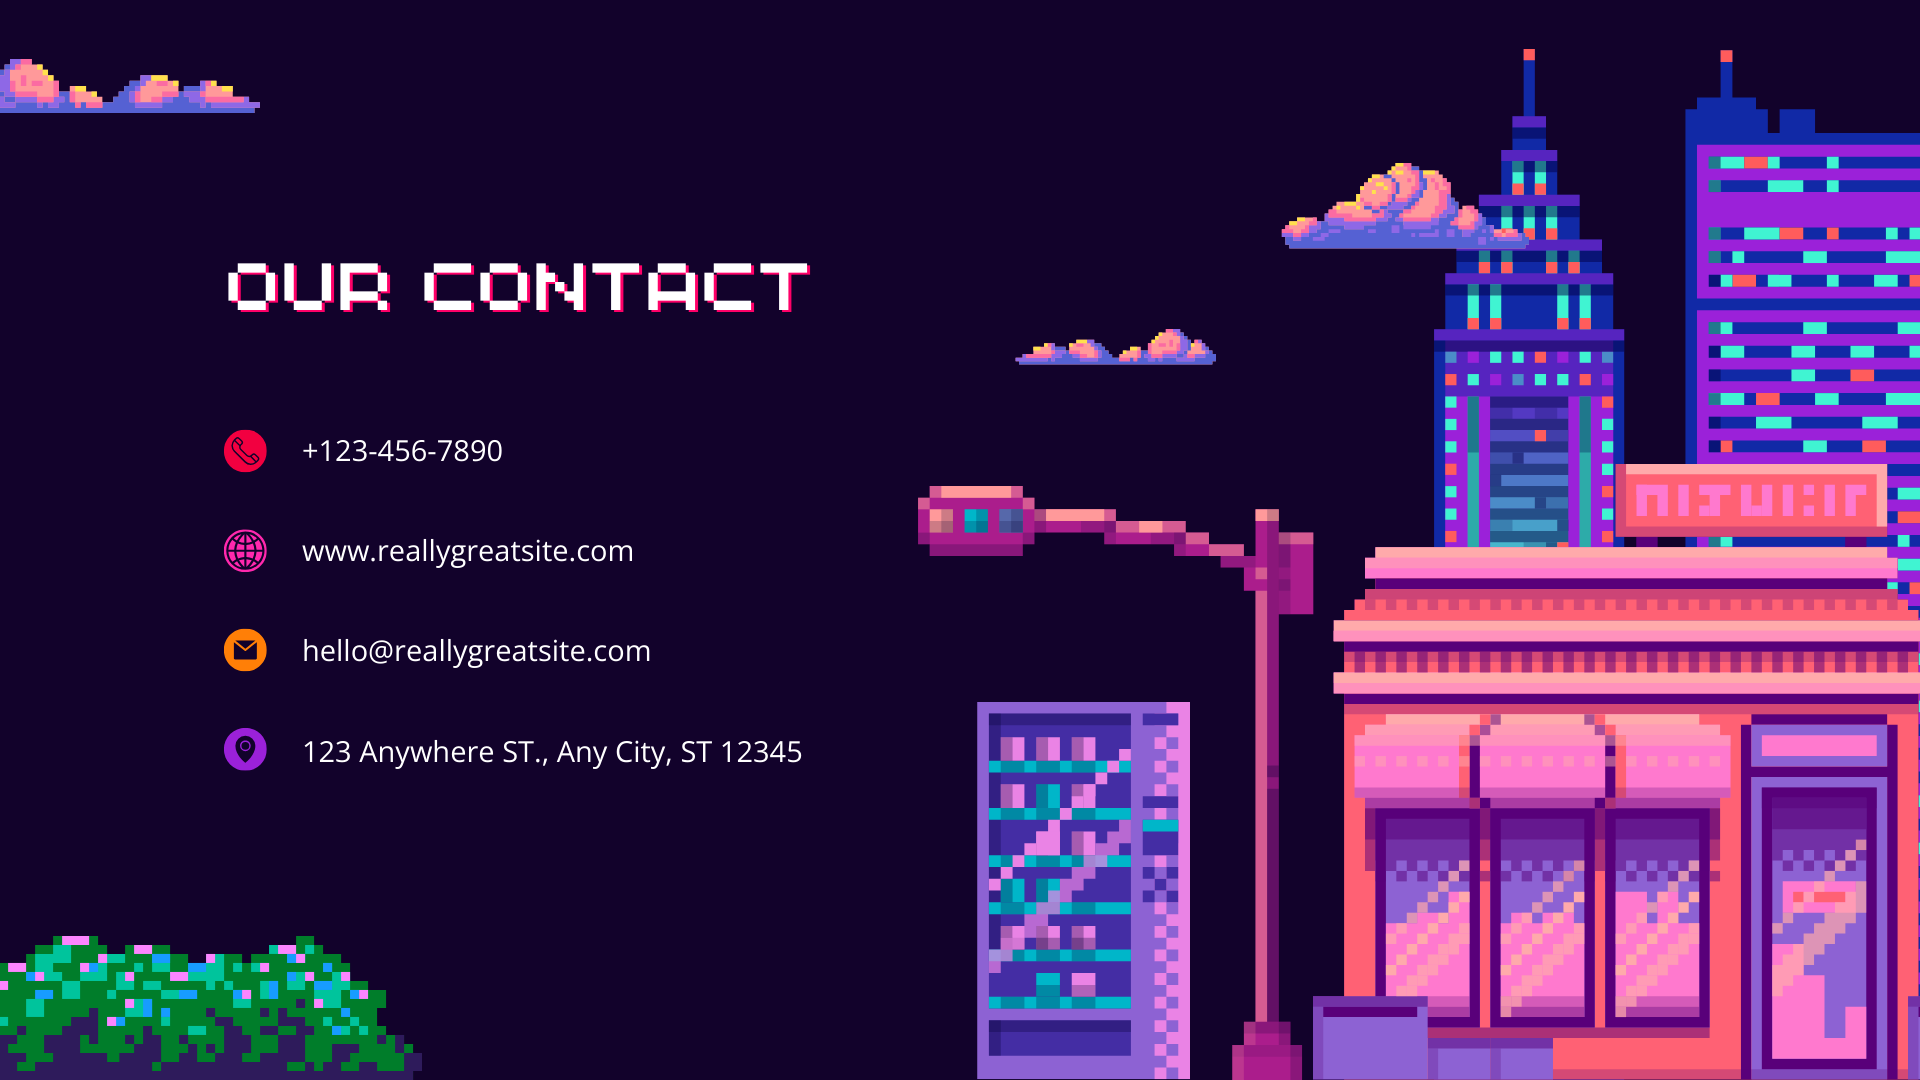 OUR CONTACT
+123-456-7890
www.reallygreatsite.com
hello@reallygreatsite.com
123 Anywhere ST., Any City, ST 12345